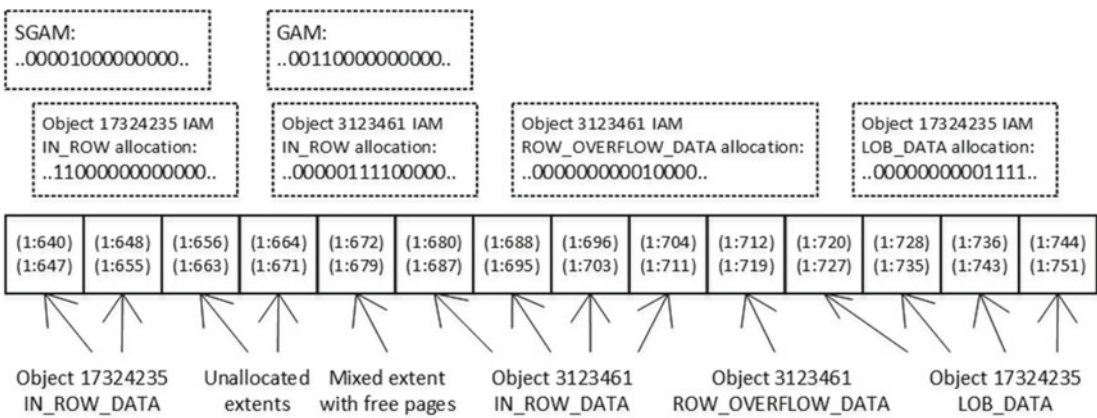 SGAM:
..00001000000000..
GAM:
..00110000000000..
Object 17324235 IAM
IN_ROW allocation:
..11000000000000..
Object 3123461 IAM
IN_ROW allocation:
..00000111100000..
Object 3123461 IAM
ROW_OVERFLOW_DATA allocation:
..00000000010000..
Object 17324235 IAM
LOB_DATA allocation:
..00000000001111..
(1:640) (1:648) (1:656) (1:664) (1:672) (1:680) (1:688) (1:696) (1:704) (1:712) (1:720) (1:728) (1:736) (1:744)
(1:647) (1:655) (1:663) (1:671) (1:679) (1:687) (1:695) (1:703) (1:711) (1:719) (1:727) (1:735) (1:743) (1:751)
Object 17324235
IN_ROW_DATA
Unallocated
extents
Mixed extent
with free pages
Object 3123461
IN_ROW_DATA
Object 3123461
ROW_OVERFLOW_DATA
Object 17324235
LOB_DATA